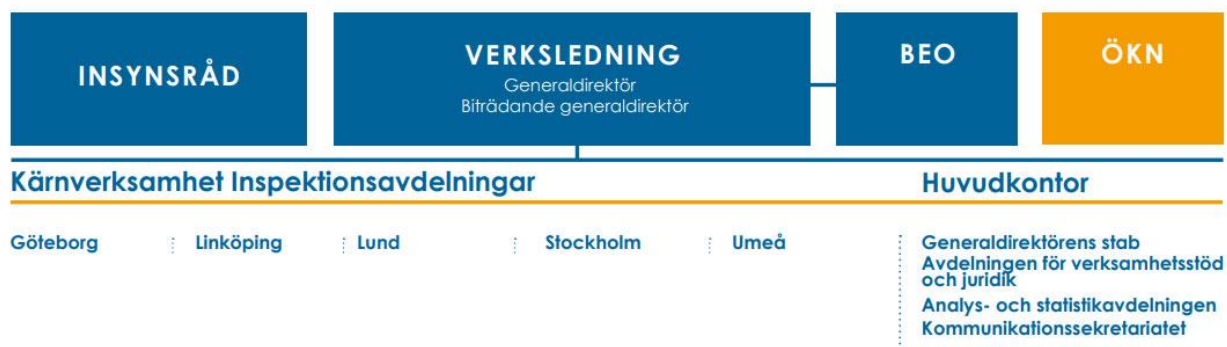 INSYNSRÅD
VERKSLEDNING
Generaldirektör
Biträdande generaldirektör
BEO
ÖKN
Kärnverksamhet Inspektionsavdelningar
Huvudkontor
Göteborg
Linköping
Lund
Stockholm
Umeå
Generaldirektörens stab
Avdelningen för verksamhetsstöd
och juridik
Analys- och statistikavdelningen
Kommunikationssekretariatet